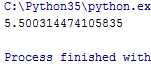 C:\Python35\python.ex
5.500314474105835
Process finished with